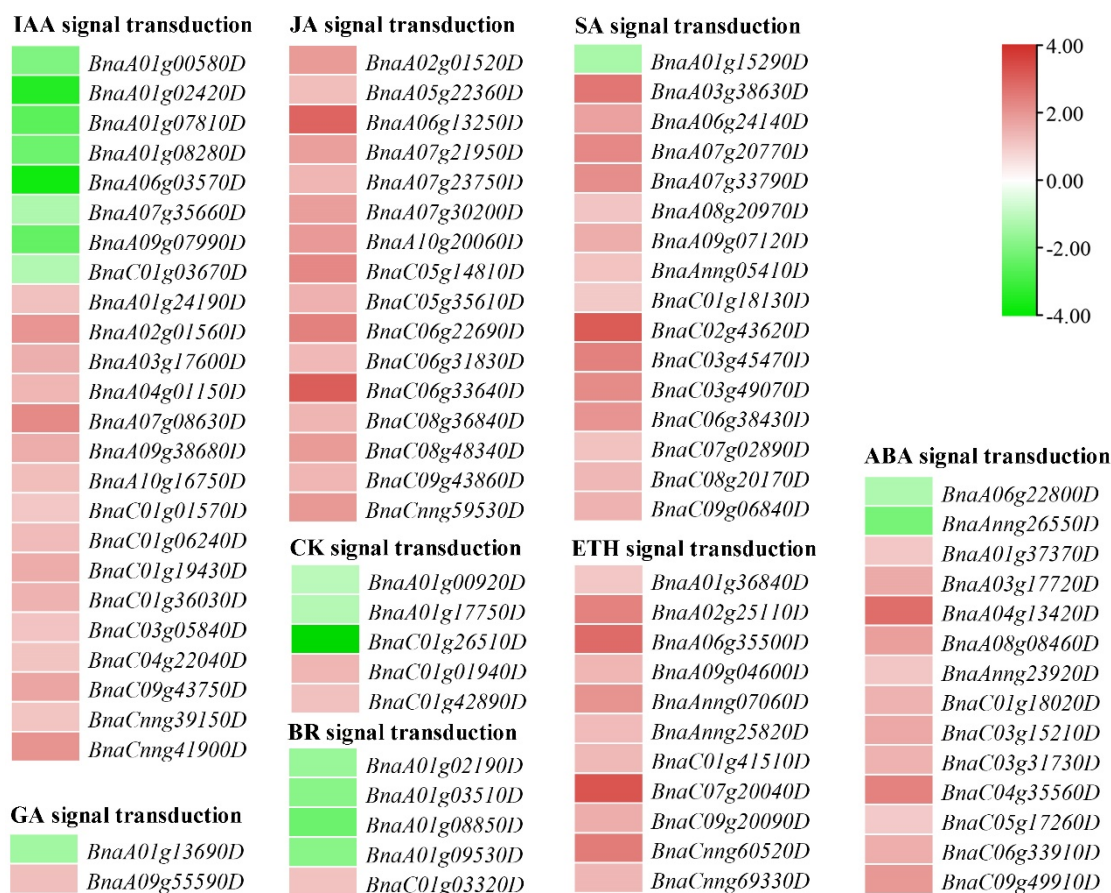 IAA signal transduction
BnaA01g00580D
BnaA01g02420D
BnaA01g07810D
BnaA01g08280D
BnaA06g03570D
BnaA07g35660D
BnaA09g07990D
BnaC01g03670D
BnaA01g24190D
BnaA02g01560D
BnaA03g17600D
BnaA04g01150D
BnaA07g08630D
BnaA09g38680D
BnaA10g16750D
BnaC01g01570D
BnaC01g06240D
BnaC01g19430D
BnaC01g36030D
BnaC03g05840D
BnaC04g22040D
BnaC09g43750D
BnaCnng39150D
BnaCnng41900D
GA signal transduction
BnaA01g13690D
BnaA09g55590D
JA signal transduction
BnaA02g01520D
BnaA05g22360D
BnaA06g13250D
BnaA07g21950D
BnaA07g23750D
BnaA07g30200D
BnaA10g20060D
BnaC05g14810D
BnaC05g35610D
BnaC06g22690D
BnaC06g31830D
BnaC06g33640D
BnaC08g36840D
BnaC08g48340D
BnaC09g43860D
BnaCnng59530D
CK signal transduction
BnaA01g00920D
BnaA01g17750D
BnaC01g26510D
BnaC01g01940D
BnaC01g42890D
BR signal transduction
BnaA01g02190D
BnaA01g03510D
BnaA01g08850D
BnaA01g09530D
BnaC01g03320D
SA signal transduction
BnaA01g15290D
BnaA03g38630D
BnaA06g24140D
BnaA07g20770D
BnaA07g33790D
BnaA08g20970D
BnaA09g07120D
BnaAnng05410D
BnaC01g18130D
BnaC02g43620D
BnaC03g45470D
BnaC03g49070D
BnaC06g38430D
BnaC07g02890D
BnaC08g20170D
BnaC09g06840D
ETH signal transduction
BnaA01g36840D
BnaA02g25110D
BnaA06g35500D
BnaA09g04600D
BnaAnng07060D
BnaAnng25820D
BnaC01g41510D
BnaC07g20040D
BnaC09g20090D
BnaCnng60520D
BnaCnng69330D
4.00
2.00
0.00
-2.00
-4.00
ABA signal transduction
BnaA06g22800D
BnaAnng26550D
BnaA01g37370D
BnaA03g17720D
BnaA04g13420D
BnaA08g08460D
BnaAnng23920D
BnaC01g18020D
BnaC03g15210D
BnaC03g31730D
BnaC04g35560D
BnaC05g17260D
BnaC06g33910D
BnaC09g49910D